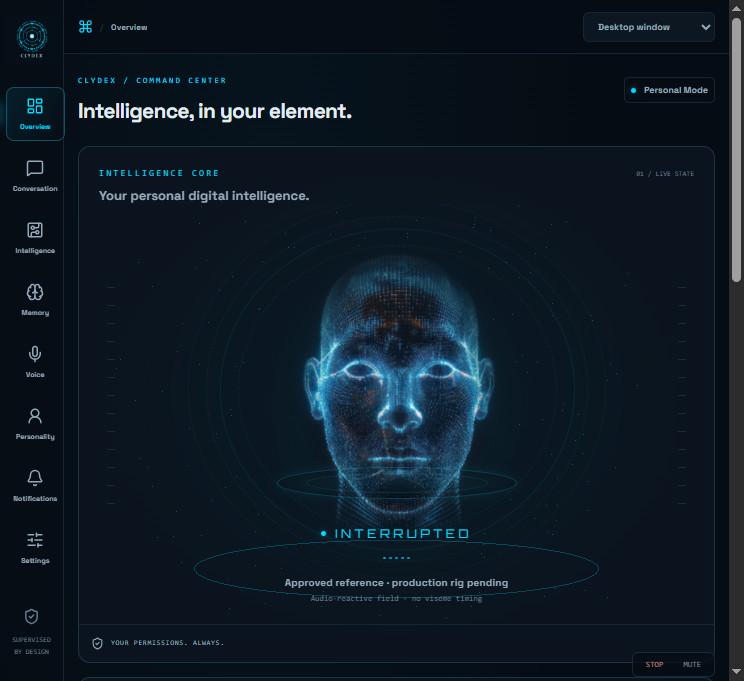 CLYDEX
⌘ / Overview
Desktop window
CLYDEX / COMMAND CENTER
Intelligence, in your element.
Personal Mode
Overview
Conversation
Intelligence
Memory
Voice
Personality
Notifications
Settings
SUPERVISED
BY DESIGN
INTELLIGENCE CORE
01 / LIVE STATE
Your personal digital intelligence.
INTERRUPTED
Approved reference · production rig pending
Audio-reactive field · no viseme timing
YOUR PERMISSIONS. ALWAYS.
STOP MUTE